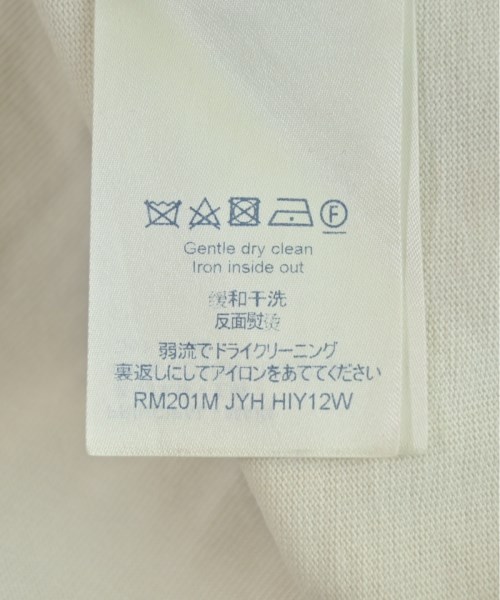 F
Gentle dry clean
Iron inside out
缓和干洗
反面熨烫
弱流でドライクリーニング
裏返しにしてアイロンをあててください
RM201M JYH HIY12W